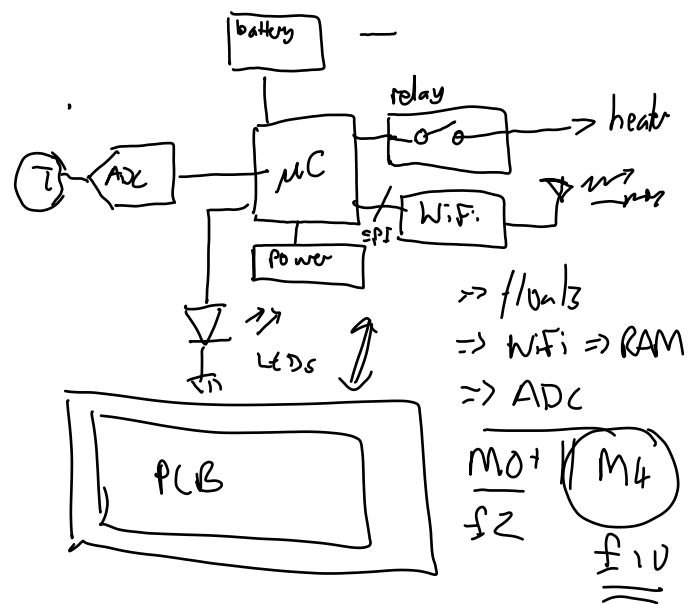 battery
relay
heater
T
ADC
μC
WiFi
SPI
power
LEDs
=> floats
=> WiFi => RAM
=> ADC
PCB
M0+ || M4
£2
£10